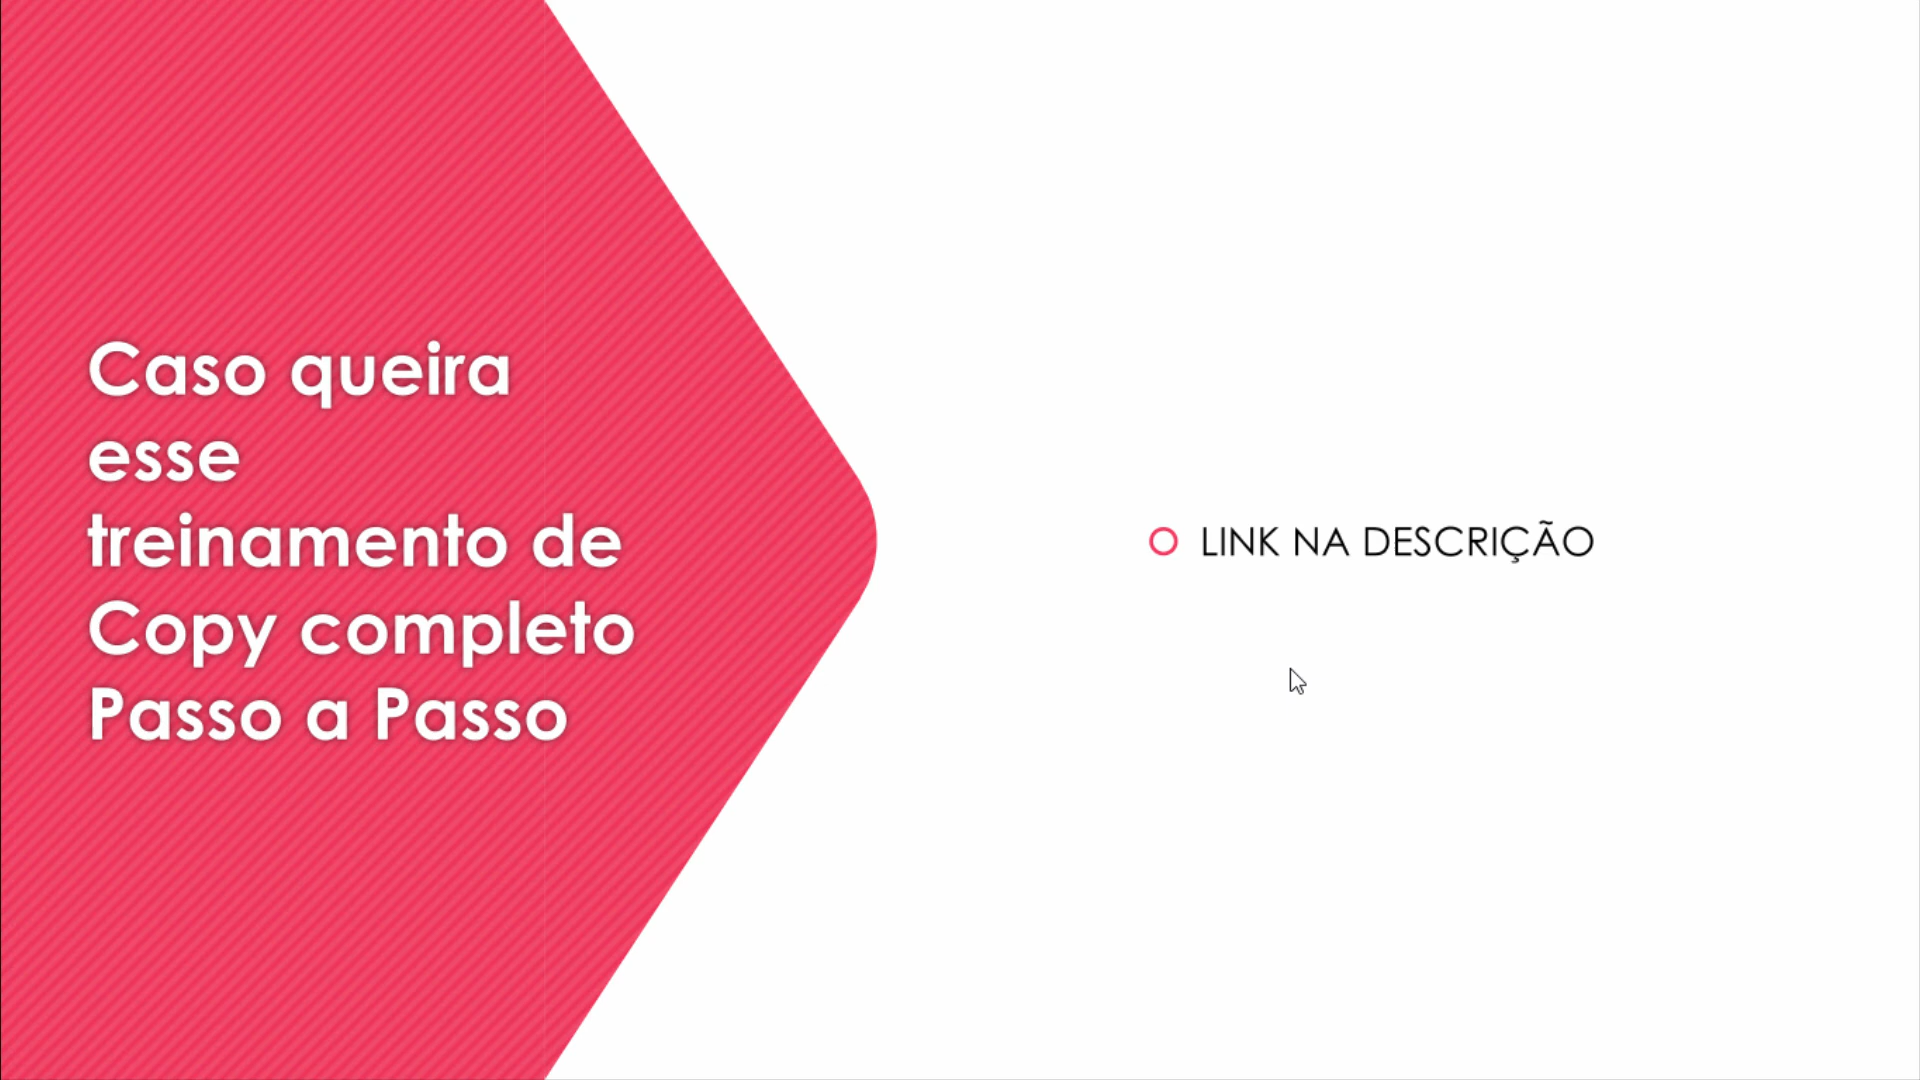 Caso queira
esse
treinamento de
Copy completo
Passo a Passo
LINK NA DESCRIÇÃO